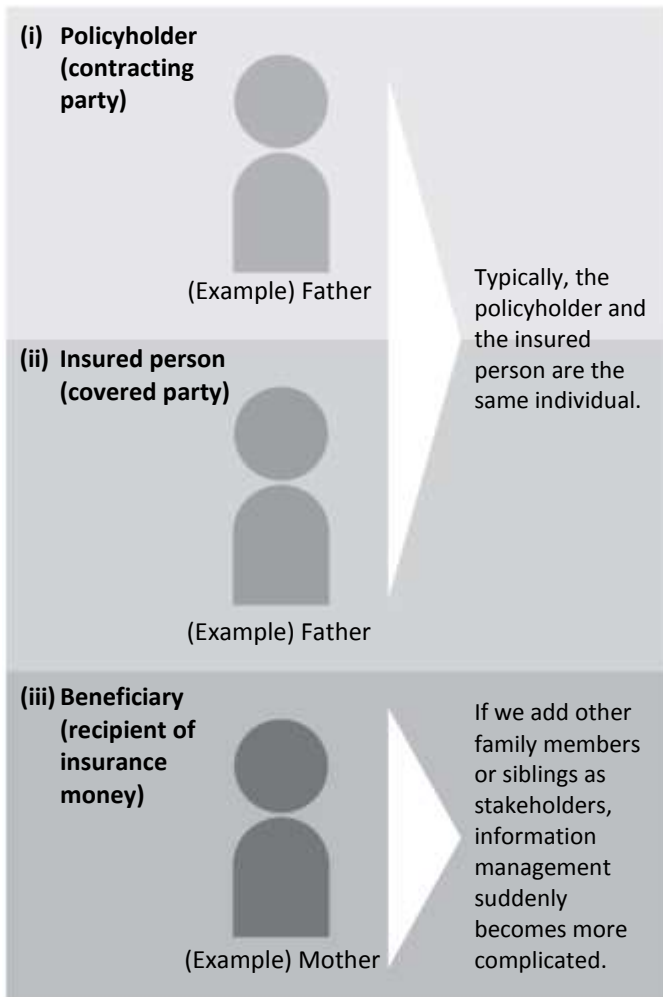 (i) Policyholder
(contracting
party)
(Example) Father
Typically, the
policyholder and
the insured
person are the
same individual.
(ii) Insured person
(covered party)
(Example) Father
(iii) Beneficiary
(recipient of
insurance
money)
(Example) Mother
If we add other
family members
or siblings as
stakeholders,
information
management
suddenly
becomes more
complicated.